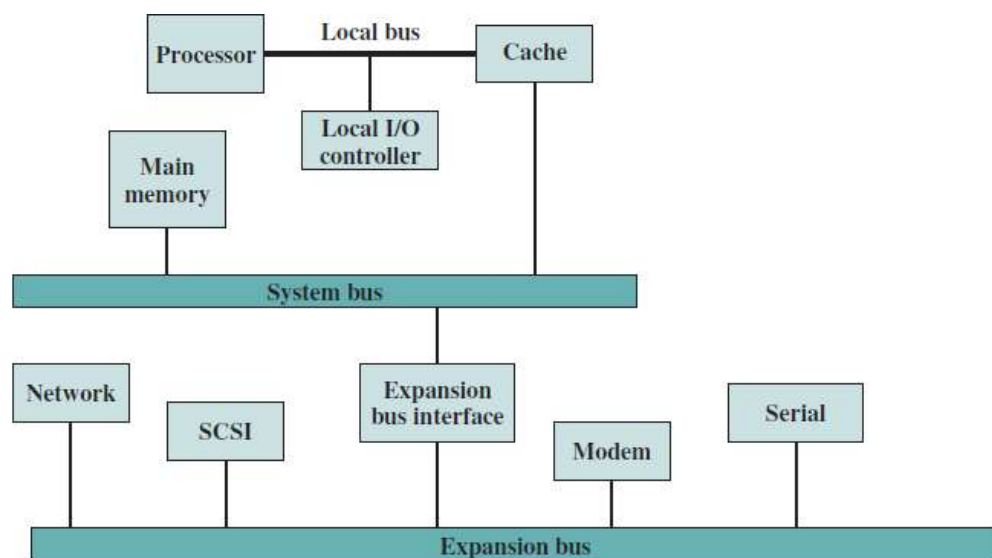 Local bus
Processor
Cache
Local I/O
controller
Main
memory
System bus
Network
SCSI
Expansion
bus interface
Modem
Serial
Expansion bus